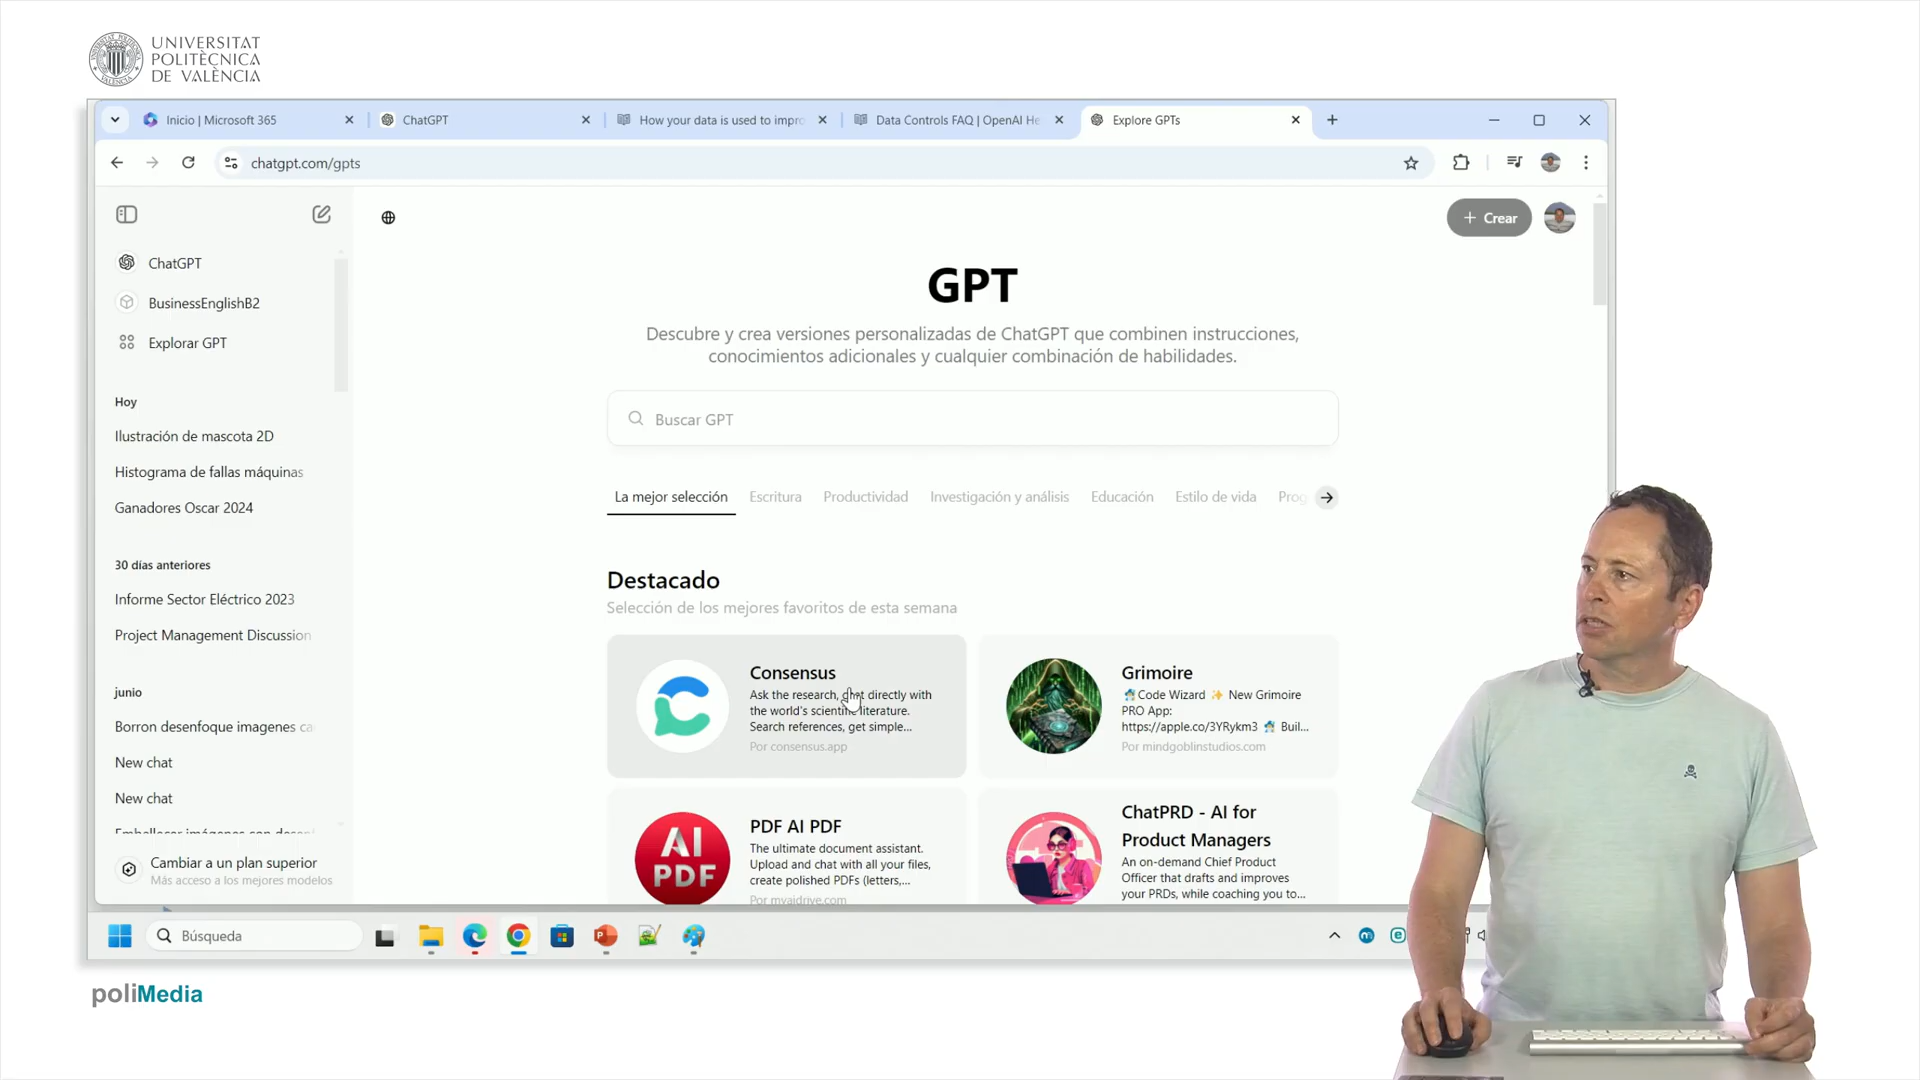 UNIVERSITAT
POLITÈCNICA
DE VALÈNCIA
Inicio | Microsoft 365
ChatGPT
How your data is used to impro
Data Controls FAQ | OpenAI He
Explore GPTs
chatgpt.com/gpts
+ Crear
ChatGPT
BusinessEnglishB2
Explorar GPT
Hoy
Ilustración de mascota 2D
Histograma de fallas máquinas
Ganadores Oscar 2024
30 días anteriores
Informe Sector Eléctrico 2023
Project Management Discussion
junio
Borron desenfoque imagenes ca
New chat
New chat
Embellecer imágenes con
Cambiar a un plan superior
Más acceso a los mejores modelos
GPT
Descubre y crea versiones personalizadas de ChatGPT que combinen instrucciones,
conocimientos adicionales y cualquier combinación de habilidades.
Buscar GPT
La mejor selección
Escritura
Productividad
Investigación y análisis
Educación
Estilo de vida
Prog
Destacado
Selección de los mejores favoritos de esta semana
Consensus
Ask the research, chat directly with
the world's scientific literature.
Search references, get simple...
Por consensus.app
Grimoire
Code Wizard ✨ New Grimoire
PRO App:
https://apple.co/3YRykm3 Buil...
Por mindgoblinstudios.com
AI
PDF
PDF AI PDF
The ultimate document assistant.
Upload and chat with all your files,
create polished PDFs (letters,...
Por myaidrive.com
ChatPRD - AI for
Product Managers
An on-demand Chief Product
Officer that drafts and improves
your PRDs, while coaching you to...
Búsqueda
poliMedia